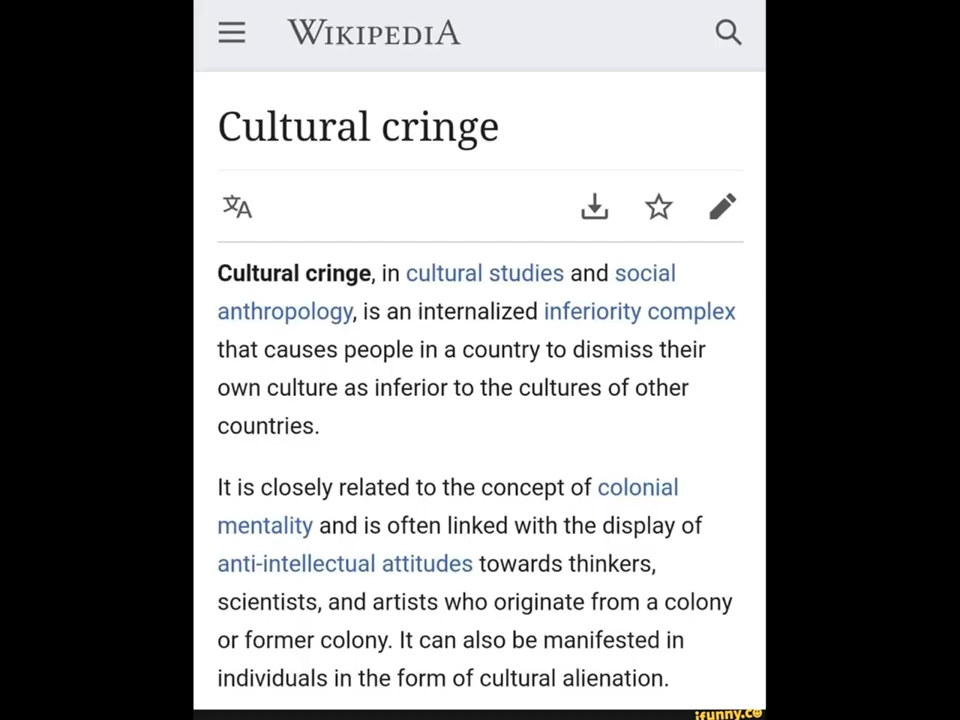 WIKIPEDIA
Cultural cringe
文A
Cultural cringe, in cultural studies and social
anthropology, is an internalized inferiority complex
that causes people in a country to dismiss their
own culture as inferior to the cultures of other
countries.
It is closely related to the concept of colonial
mentality and is often linked with the display of
anti-intellectual attitudes towards thinkers,
scientists, and artists who originate from a colony
or former colony. It can also be manifested in
individuals in the form of cultural alienation.
ifunny.co